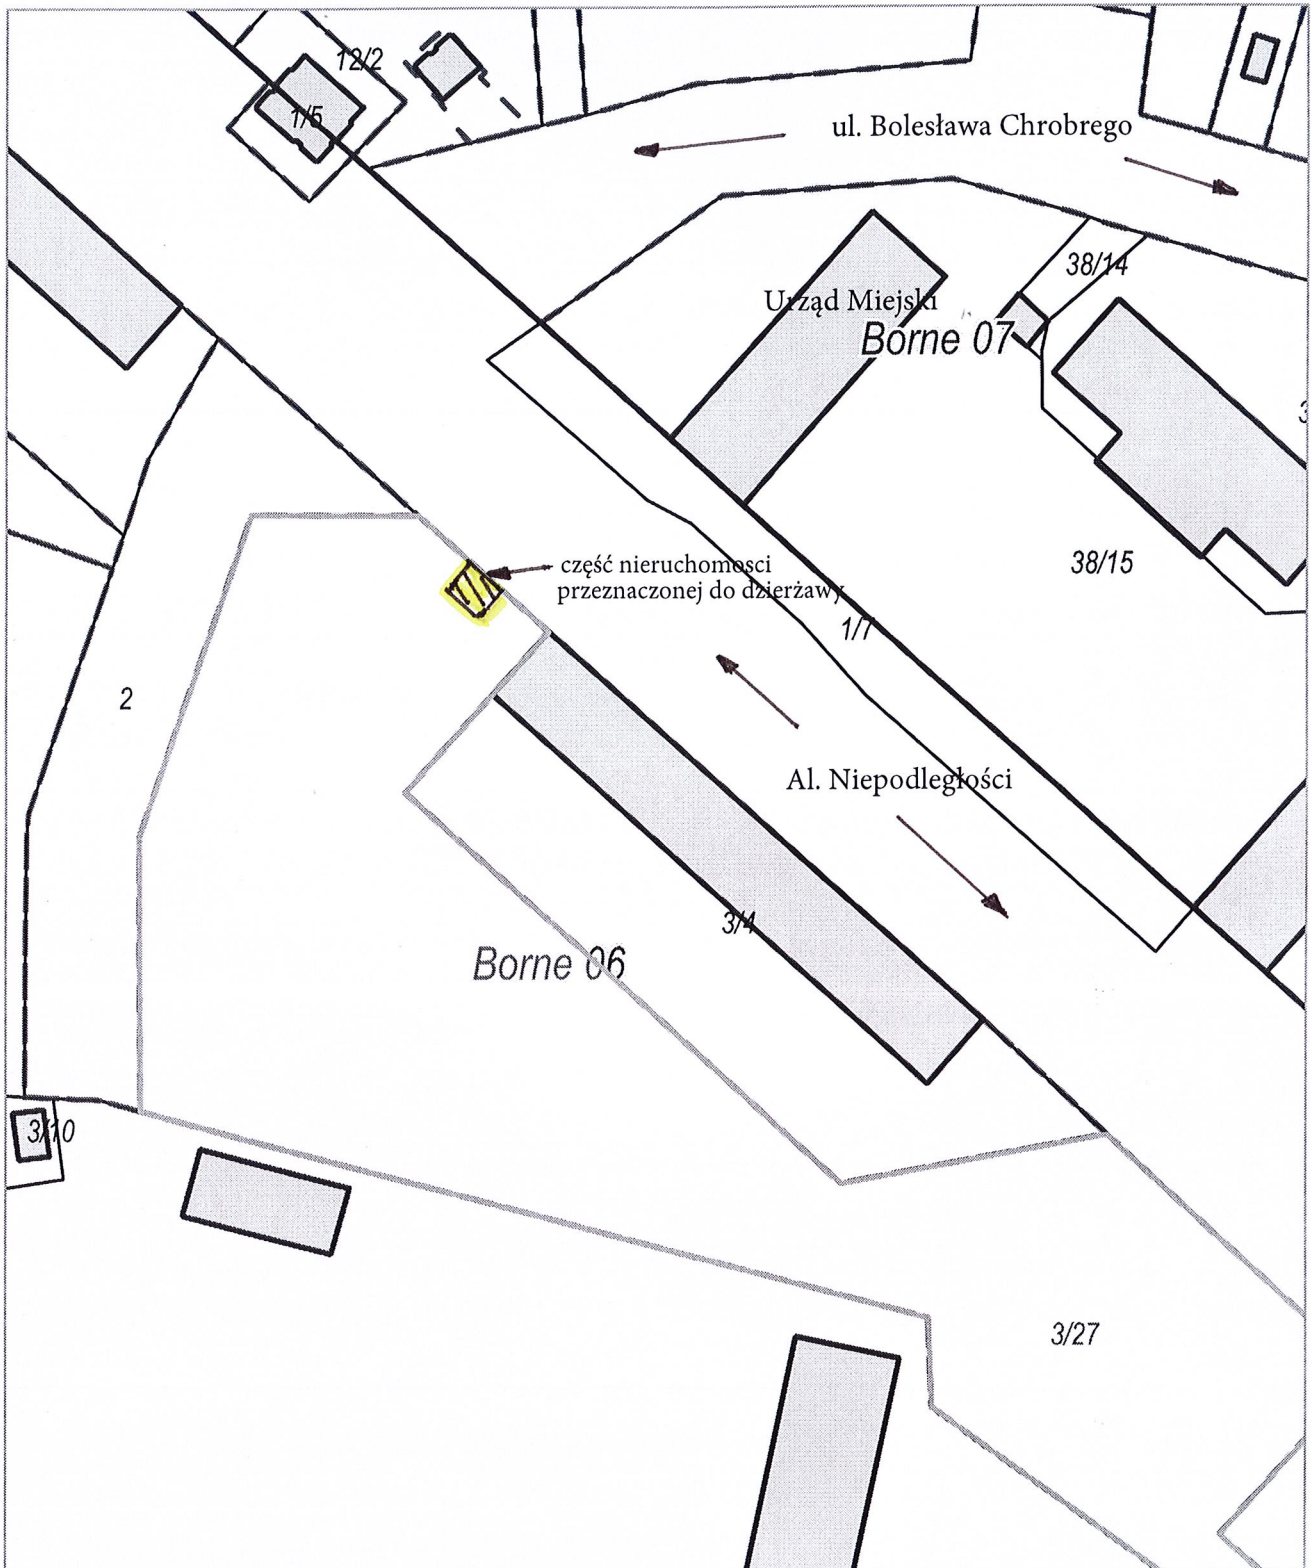 12/2
1/5
ul. Bolesława Chrobrego
38/14
Urząd Miejski
Borne 07
38/15
część nieruchomości
przeznaczonej do dzierżawy
1/7
2
Al. Niepodległości
3/4
Borne 06
3/10
3/27